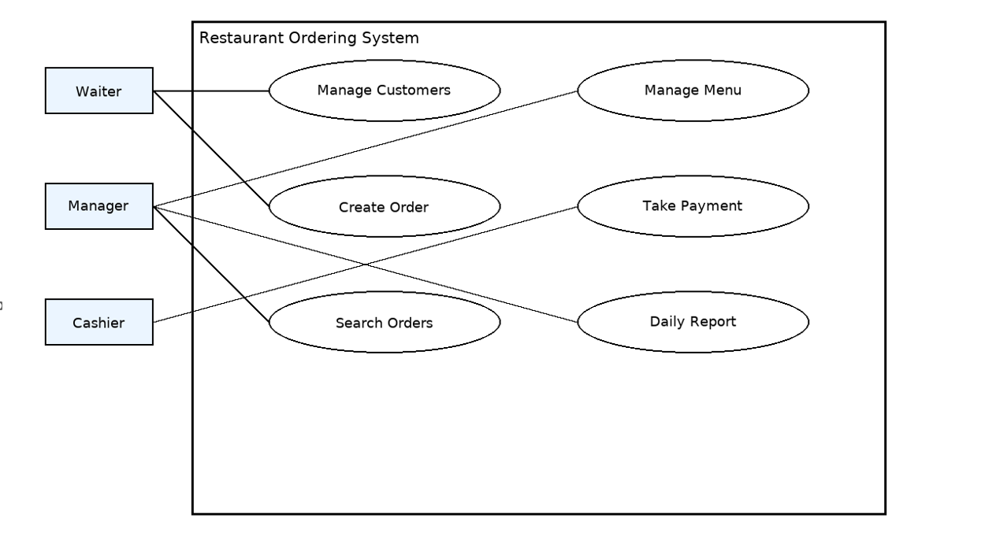 Restaurant Ordering System
Waiter
Manage Customers
Manage Menu
Manager
Create Order
Take Payment
Cashier
Search Orders
Daily Report